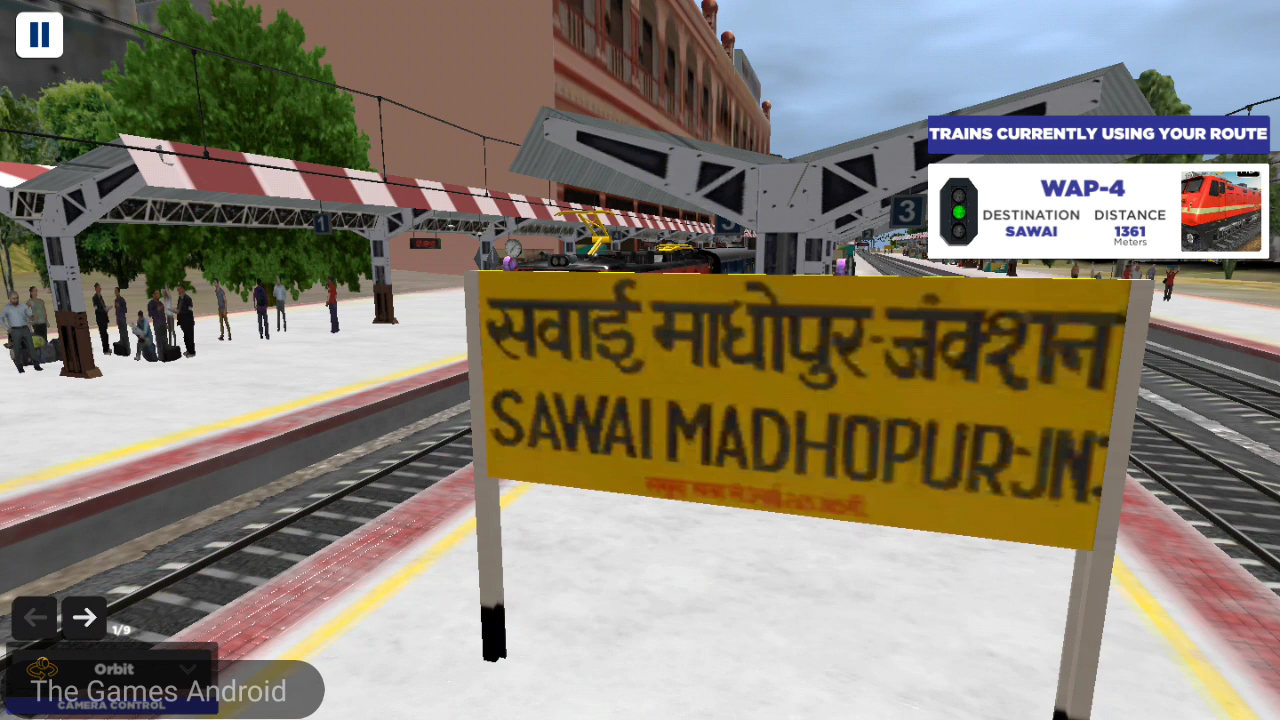 TRAINS CURRENTLY USING YOUR ROUTE
WAP-4
DESTINATION DISTANCE
SAWAI 1361
Meters
1
3
सवाई माधोपुर-जंक्शन
SAWAI MADHOPUR-JN.
1/9
Orbit
The Games Android
CAMERA CONTROL